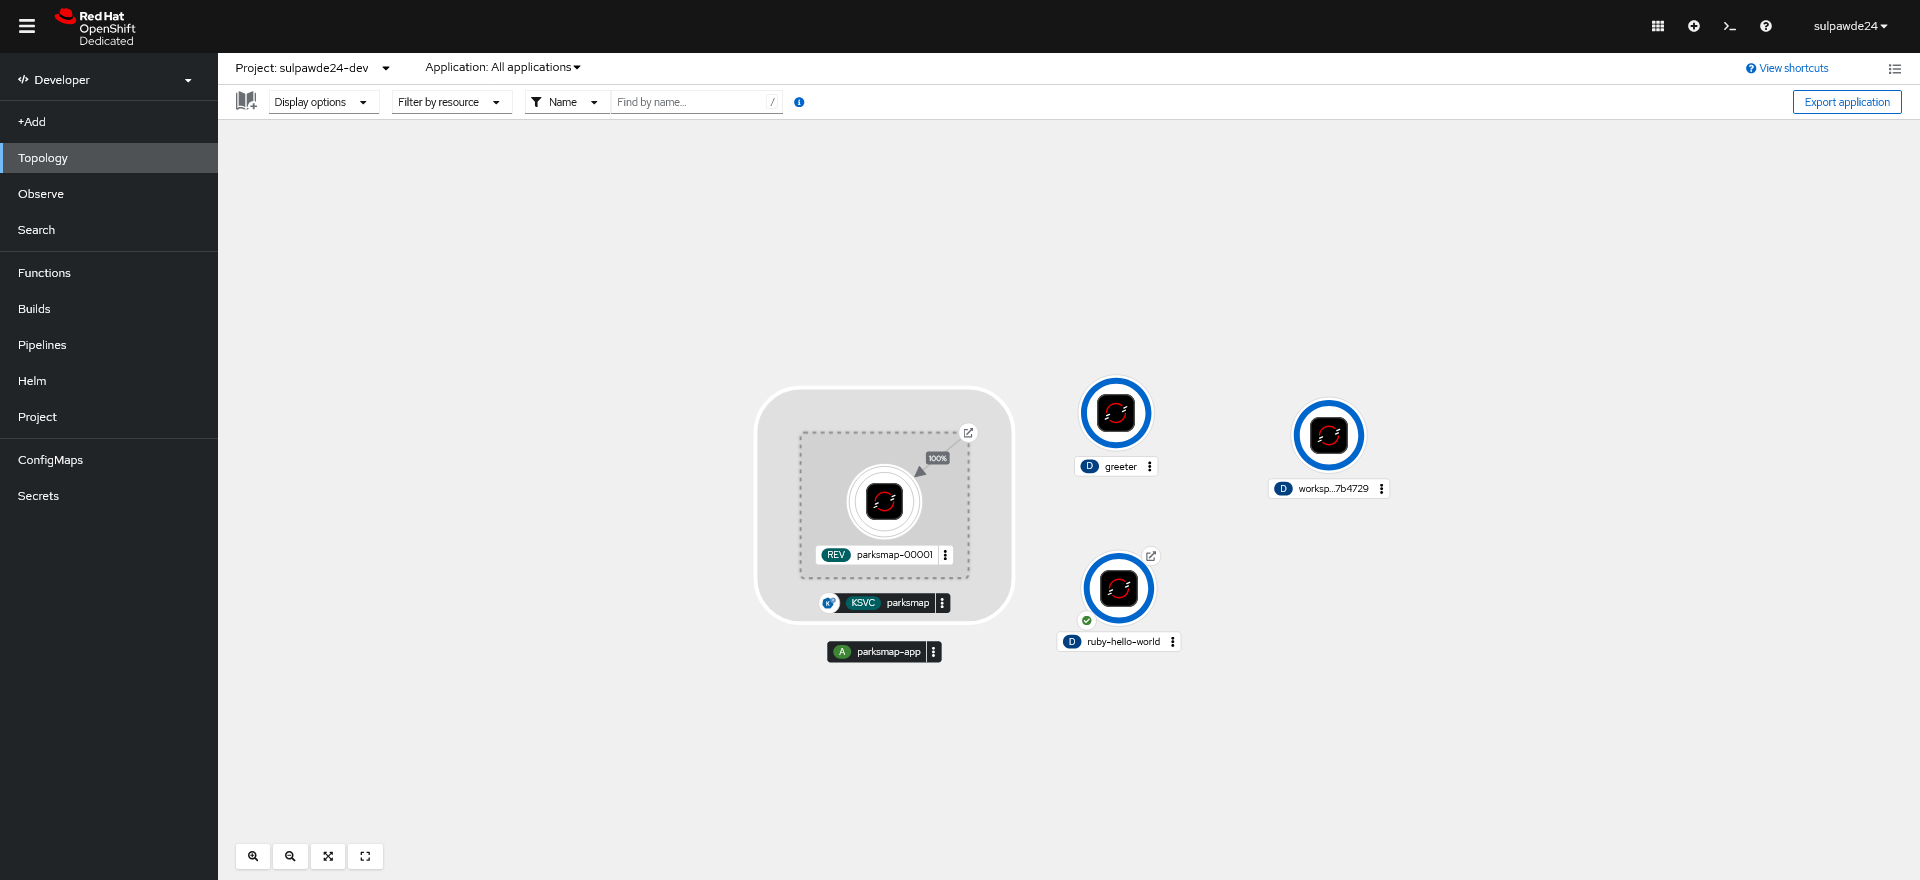 Red Hat
OpenShift
Dedicated
sulpawde24
Developer
+Add
Topology
Observe
Search
Functions
Builds
Pipelines
Helm
Project
ConfigMaps
Secrets
Project: sulpawde24-dev
Application: All applications
View shortcuts
Display options
Filter by resource
Name
Find by name...
/
Export application
100%
REV parksmap-00001
KSVC parksmap
A parksmap-app
D greeter
D worksp...7b4729
D ruby-hello-world